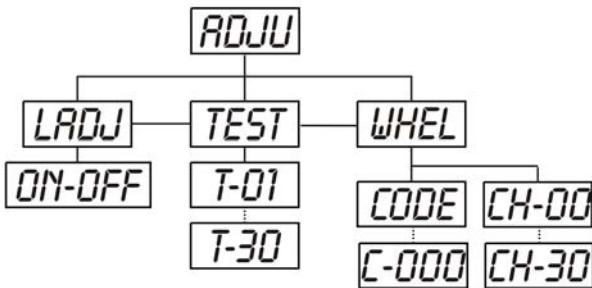 ADJU
LADJ TEST WHEL
ON-OFF T-01 CODE CH-00
T-30 C-000 CH-30